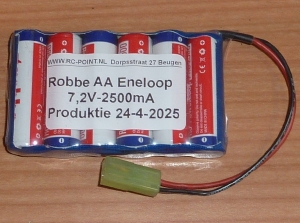 WWW.RC-POINT.NL Dorpsstraat 27 Beugen
Robbe AA Eneloop
7,2V-2500mA
Produktie 24-4-2025